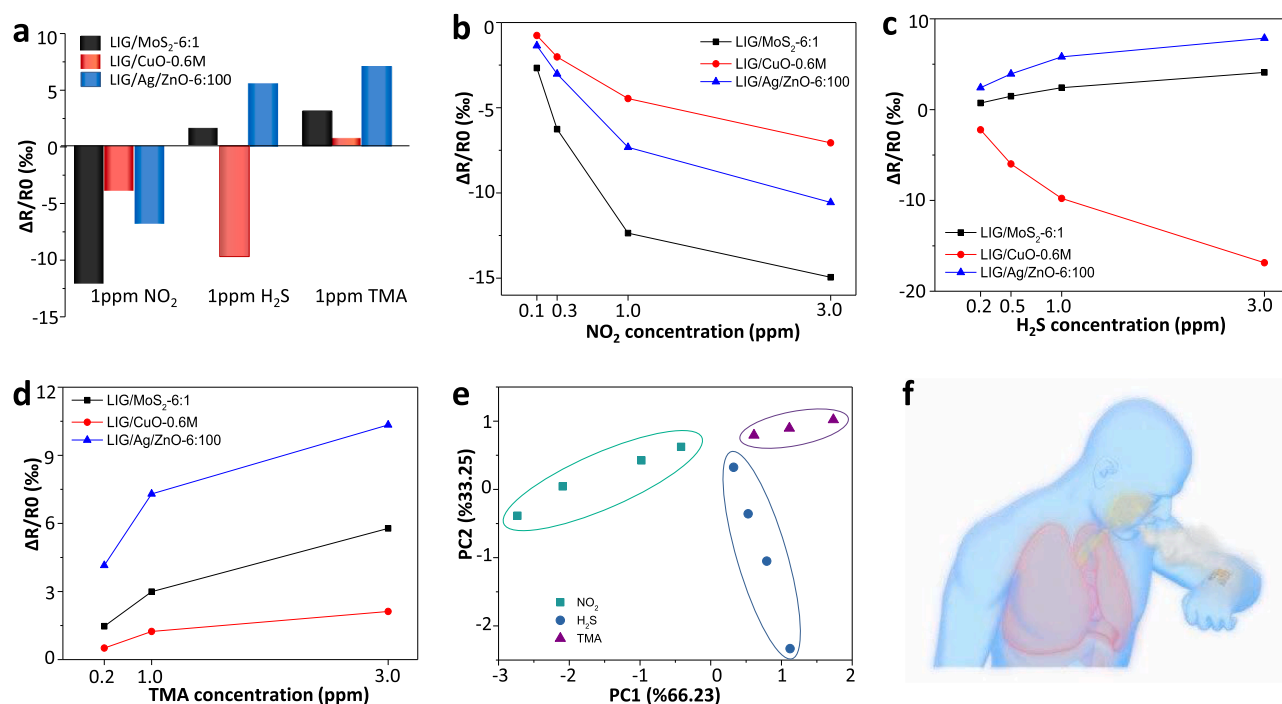 a
LIG/MoS₂-6:1
LIG/CuO-0.6M
LIG/Ag/ZnO-6:100
ΔR/R0 (‰)
10
5
0
-5
-10
-15
1ppm NO₂
1ppm H₂S
1ppm TMA
b
LIG/MoS₂-6:1
LIG/CuO-0.6M
LIG/Ag/ZnO-6:100
ΔR/R0 (‰)
0
-5
-10
-15
0.1
0.3
1.0
3.0
NO₂ concentration (ppm)
c
ΔR/R0 (‰)
10
0
-10
-20
LIG/MoS₂-6:1
LIG/CuO-0.6M
LIG/Ag/ZnO-6:100
0.2
0.5
1.0
3.0
H₂S concentration (ppm)
d
LIG/MoS₂-6:1
LIG/CuO-0.6M
LIG/Ag/ZnO-6:100
ΔR/R0 (‰)
12
9
6
3
0
0.2
1.0
3.0
TMA concentration (ppm)
e
PC2 (%33.25)
1
0
-1
-2
NO₂
H₂S
TMA
-3
-2
-1
0
1
2
PC1 (%66.23)
f